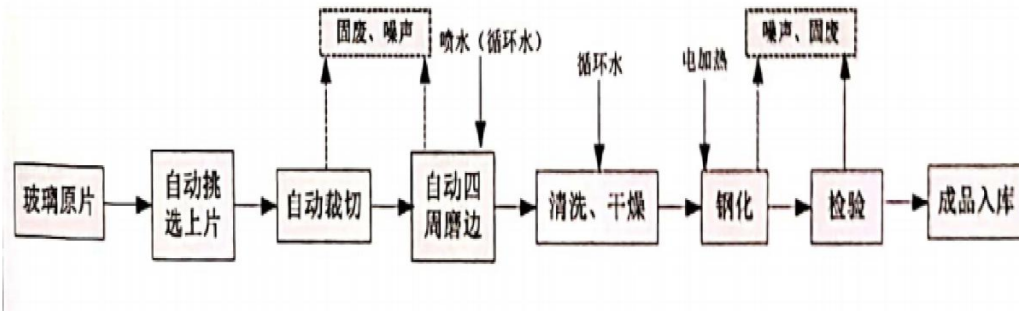 固废、噪声
喷水（循环水）
循环水
电加热
噪声、固废
玻璃原片
自动挑
选上片
自动裁切
自动四
周磨边
清洗、干燥
钢化
检验
成品入库